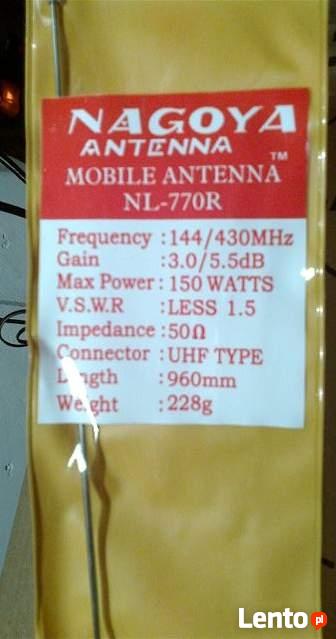 NAGOYA
ANTENNA
TM
MOBILE ANTENNA
NL-770R
Frequency : 144/430MHz
Gain : 3.0/5.5dB
Max Power : 150 WATTS
V.S.W.R : LESS 1.5
Impedance : 50Ω
Connector : UHF TYPE
Length : 960mm
Weight : 228g
Lento.pl